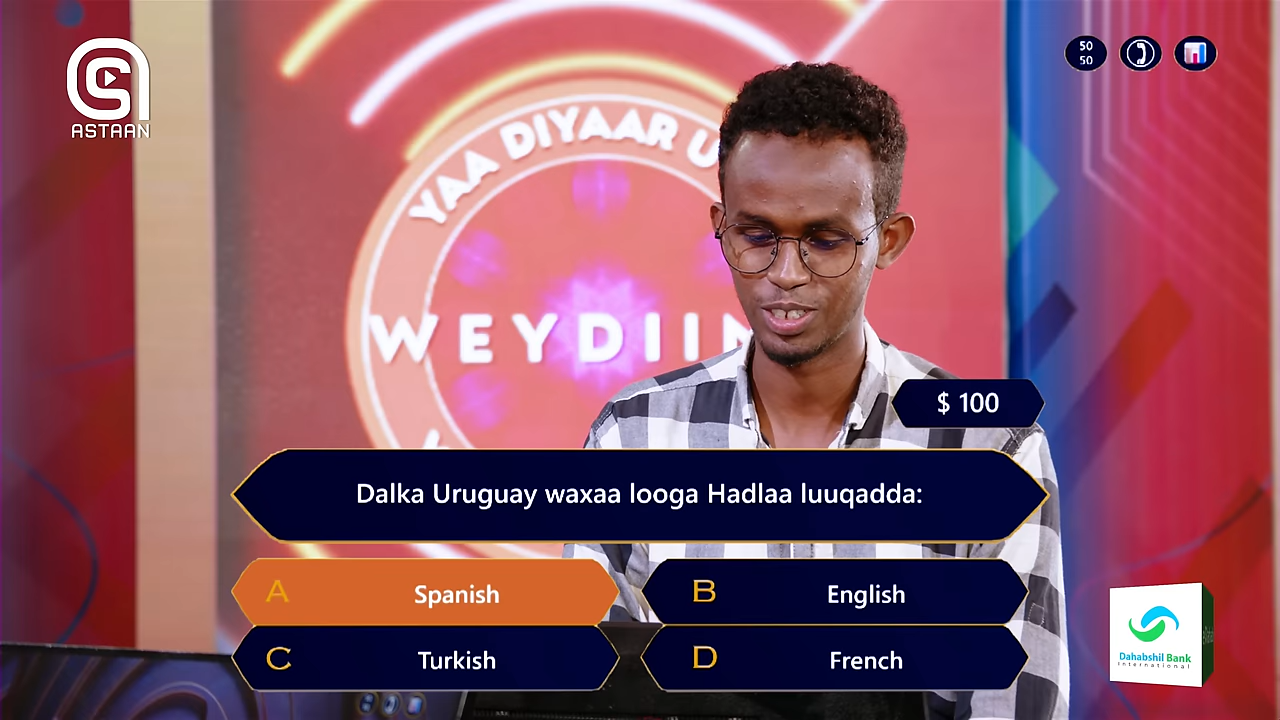 50
50
ASTAAN
YAA DIYAAR U
WEYDIIN
$ 100
Dalka Uruguay waxaa looga Hadlaa luuqadda:
A Spanish
B English
C Turkish
D French
Dahabshil Bank
International